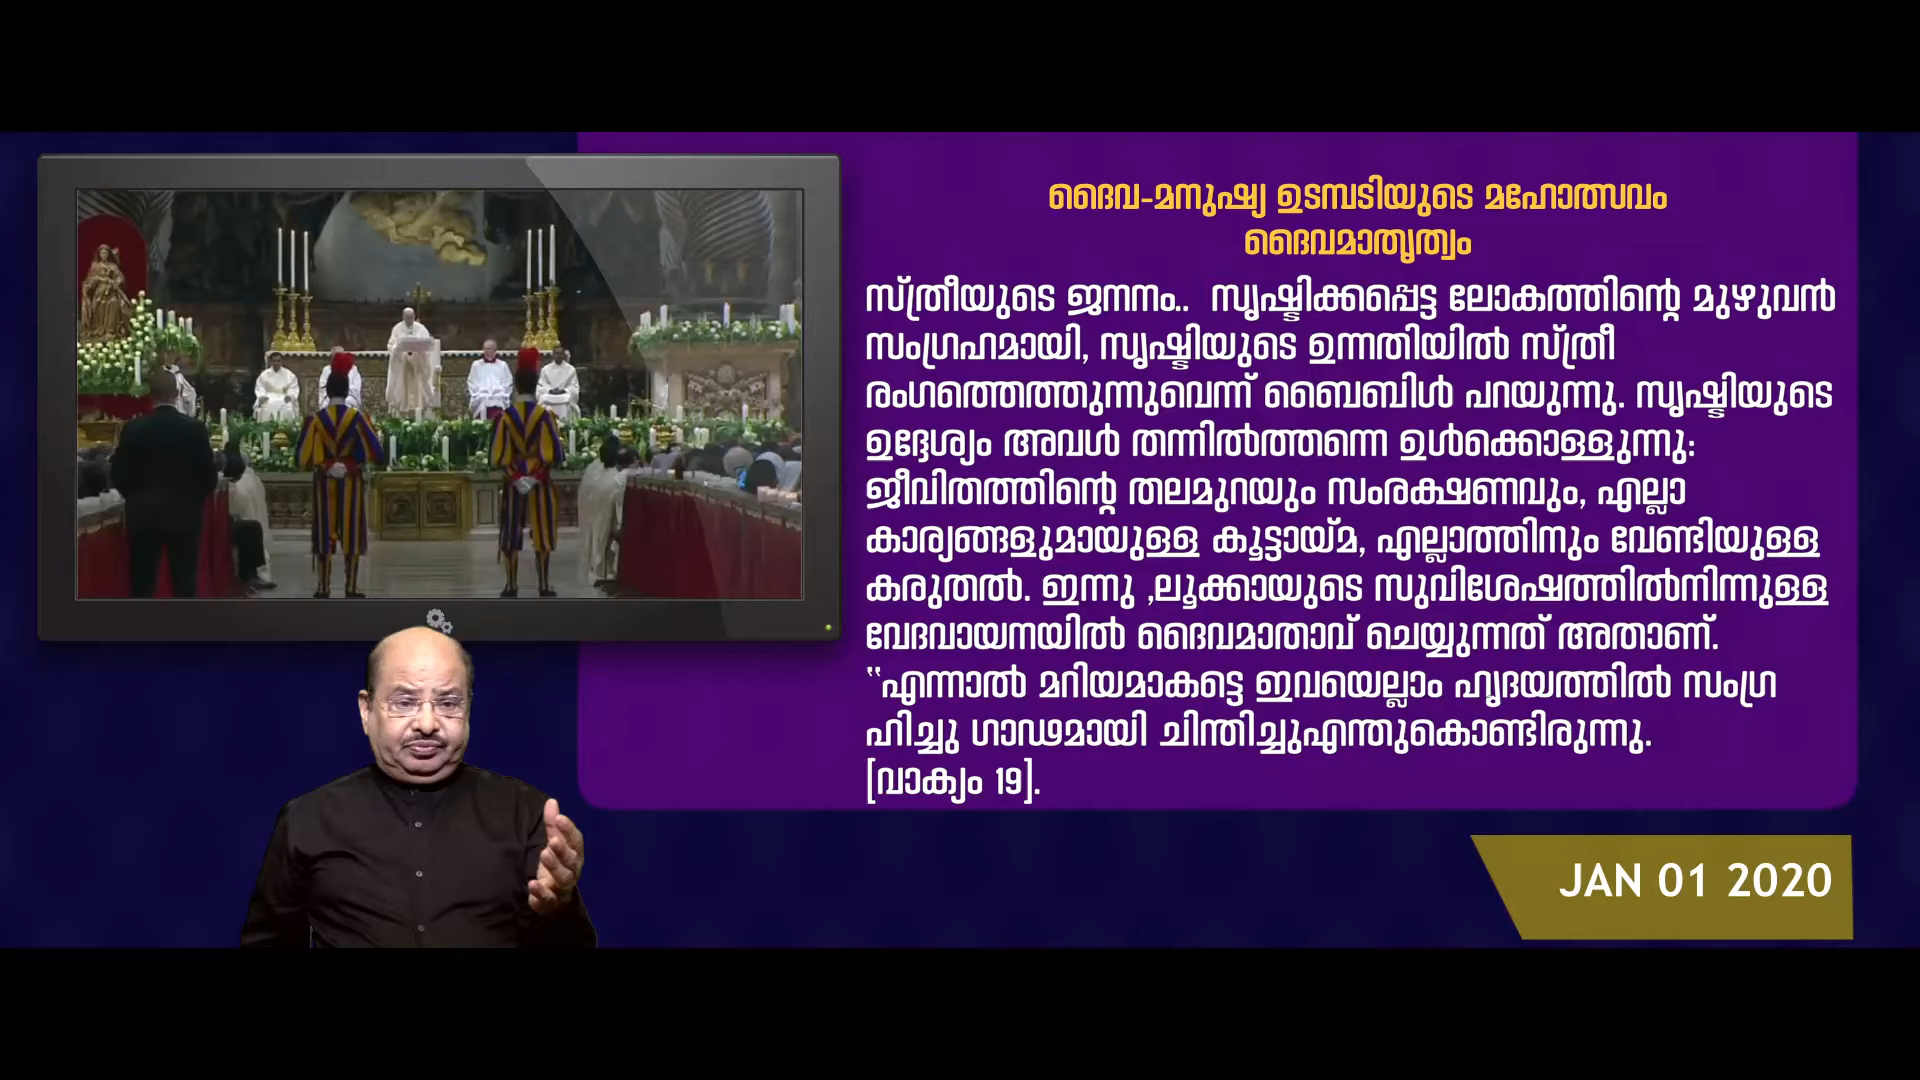 ദൈവ-മനുഷ്യ ഉടമ്പടിയുടെ മഹോത്സവം
ദൈവമാതൃത്വം
സ്ത്രീയുടെ ജനനം.. സൃഷ്ടിക്കപ്പെട്ട ലോകത്തിന്റെ മുഴുവൻ
സംഗ്രഹമായി, സൃഷ്ടിയുടെ ഉന്നതിയിൽ സ്ത്രീ
രംഗത്തെത്തുന്നുവെന്ന് ബൈബിൾ പറയുന്നു. സൃഷ്ടിയുടെ
ഉദ്ദേശ്യം അവൾ തന്നിൽത്തന്നെ ഉൾക്കൊള്ളുന്നു:
ജീവിതത്തിന്റെ തലമുറയും സംരക്ഷണവും, എല്ലാ
കാര്യങ്ങളുമായുള്ള കൂട്ടായ്മ, എല്ലാത്തിനും വേണ്ടിയുള്ള
കരുതൽ. ഇന്നു ,ലൂക്കായുടെ സുവിശേഷത്തിൽനിന്നുള്ള
വേദവായനയിൽ ദൈവമാതാവ് ചെയ്യുന്നത് അതാണ്.
“എന്നാൽ മറിയമാകട്ടെ ഇവയെല്ലാം ഹൃദയത്തിൽ സംഗ്ര
ഹിച്ചു ഗാഢമായി ചിന്തിച്ചുഎന്തുകൊണ്ടിരുന്നു.
[വാക്യം 19].
JAN 01 2020